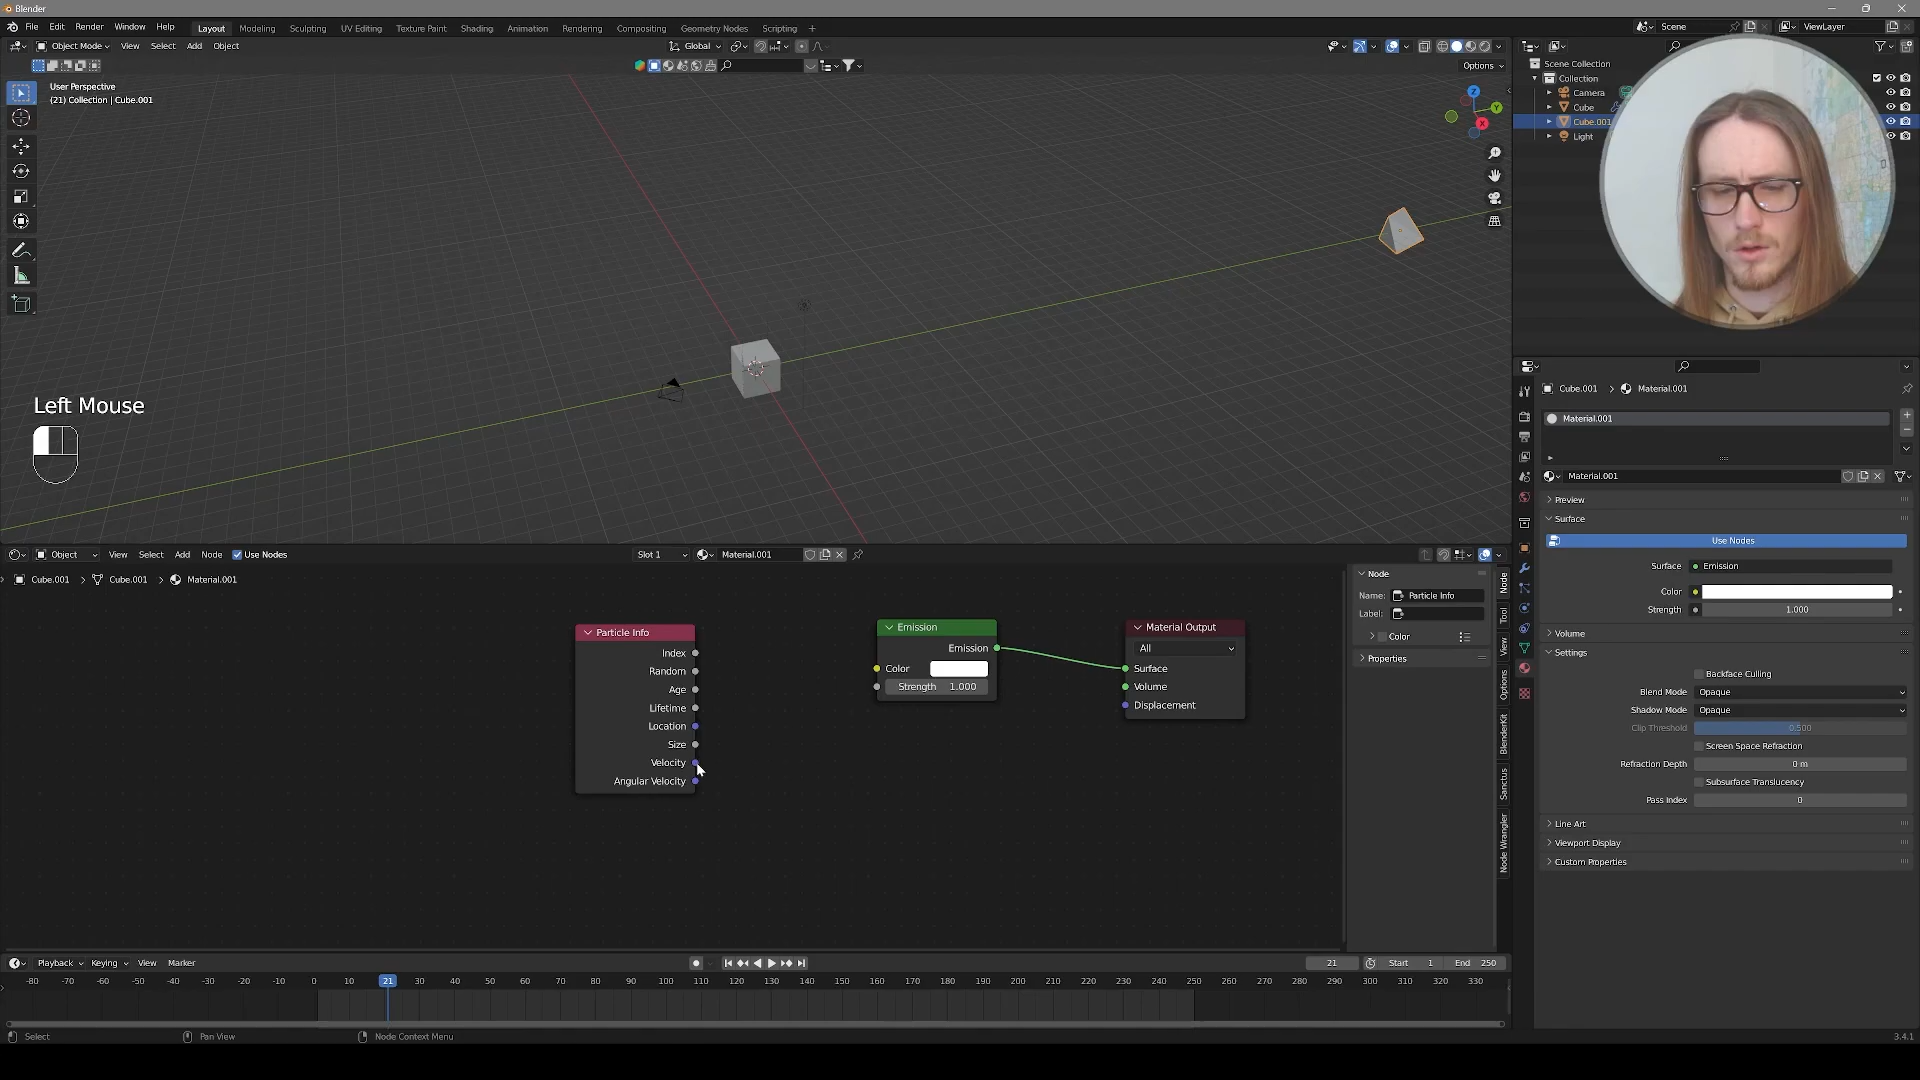 Blender
File Edit Render Window Help Layout Modeling Sculpting UV Editing Texture Paint Shading Animation Rendering Compositing Geometry Nodes Scripting + Scene ViewLayer
Object Mode View Select Add Object Global
Options
User Perspective
(21) Collection | Cube.001
Z
Y
X
Scene Collection
Collection
Camera
Cube
Cube.001
Light
Left Mouse
Cube.001 > Material.001
Material.001
Material.001
Preview
Surface
Use Nodes
Surface Emission
Color
Strength 1.000
Volume
Settings
Backface Culling
Blend Mode Opaque
Shadow Mode Opaque
Clip Threshold 0.500
Screen Space Refraction
Refraction Depth 0 m
Subsurface Translucency
Pass Index 0
Line Art
Viewport Display
Custom Properties
Object View Select Add Node Use Nodes Slot 1 Material.001
Cube.001 > Cube.001 > Material.001
Particle Info
Index
Random
Age
Lifetime
Location
Size
Velocity
Angular Velocity
Emission
Emission
Color
Strength 1.000
Material Output
All
Surface
Volume
Displacement
Node
Name: Particle Info
Label:
Color
Properties
Node
Tool
View
Options
BlenderKit
Sanctus
Node Wrangler
Playback Keying View Marker 21 Start 1 End 250
-80 -70 -60 -50 -40 -30 -20 -10 0 10 21 30 40 50 60 70 80 90 100 110 120 130 140 150 160 170 180 190 200 210 220 230 240 250 260 270 280 290 300 310 320 330
Select Pan View Node Context Menu 3.4.1